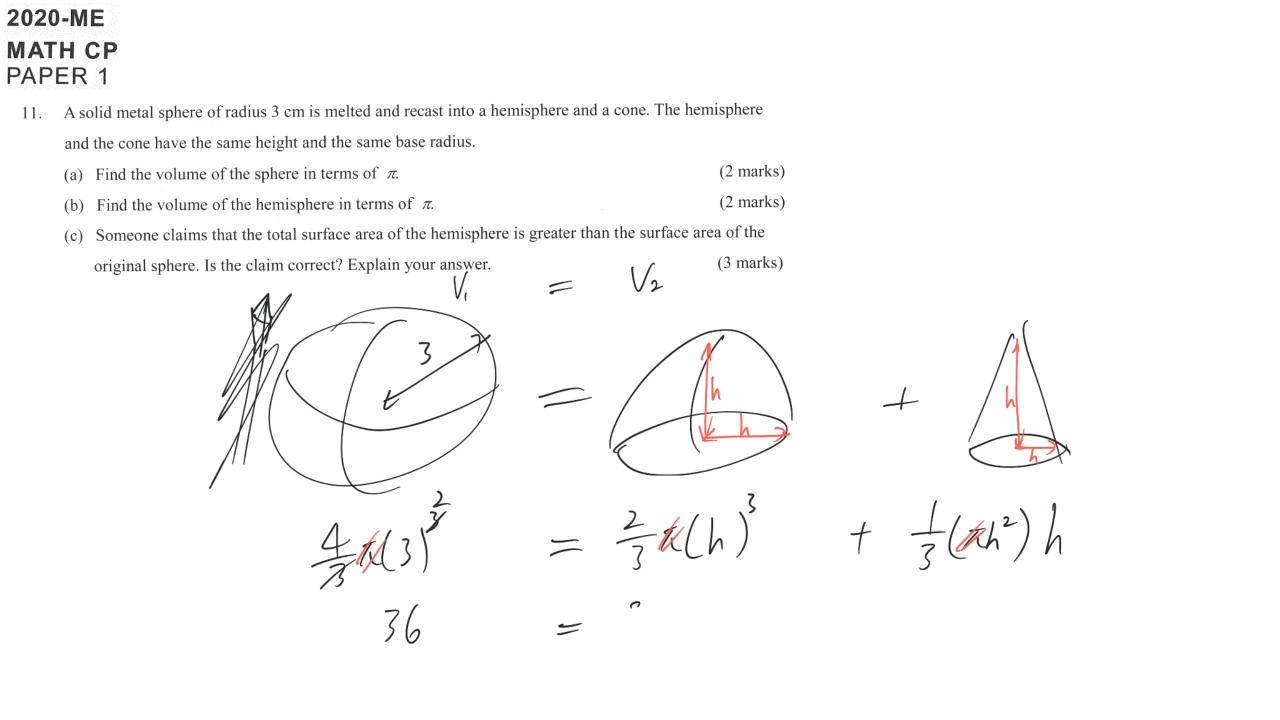 2020-ME
MATH CP
PAPER 1
11. A solid metal sphere of radius 3 cm is melted and recast into a hemisphere and a cone. The hemisphere
and the cone have the same height and the same base radius.
(a) Find the volume of the sphere in terms of π. (2 marks)
(b) Find the volume of the hemisphere in terms of π. (2 marks)
(c) Someone claims that the total surface area of the hemisphere is greater than the surface area of the
original sphere. Is the claim correct? Explain your answer. (3 marks)
V₁ = V₂
3 = h h + h h
4/3 π(3)^3 2 = 2/3 π(h)³ + 1/3 (πh²) h
36 =